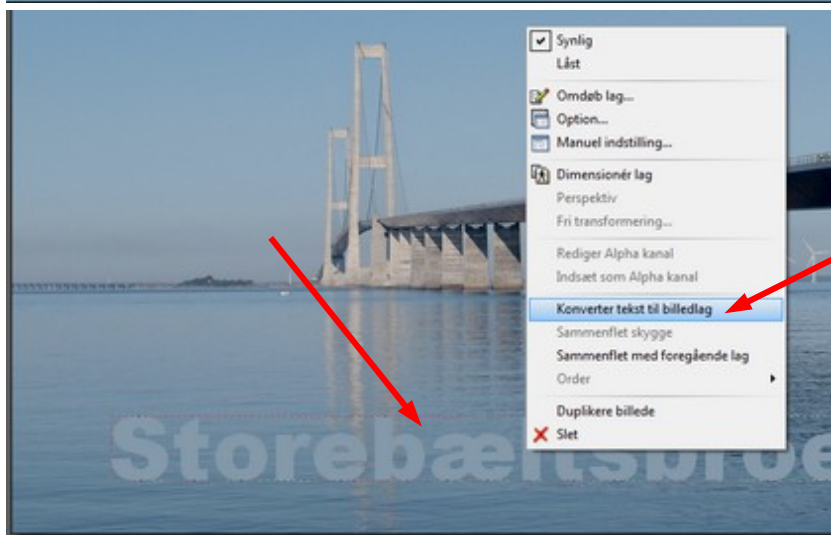 Synlig
Låst
Omdøb lag...
Option...
Manuel indstilling...
Dimensionér lag
Perspektiv
Fri transformering...
Rediger Alpha kanal
Indsæt som Alpha kanal
Konverter tekst til billedlag
Sammenflet skygge
Sammenflet med foregående lag
Order
Duplikere billede
Slet
Storebæltsbroe